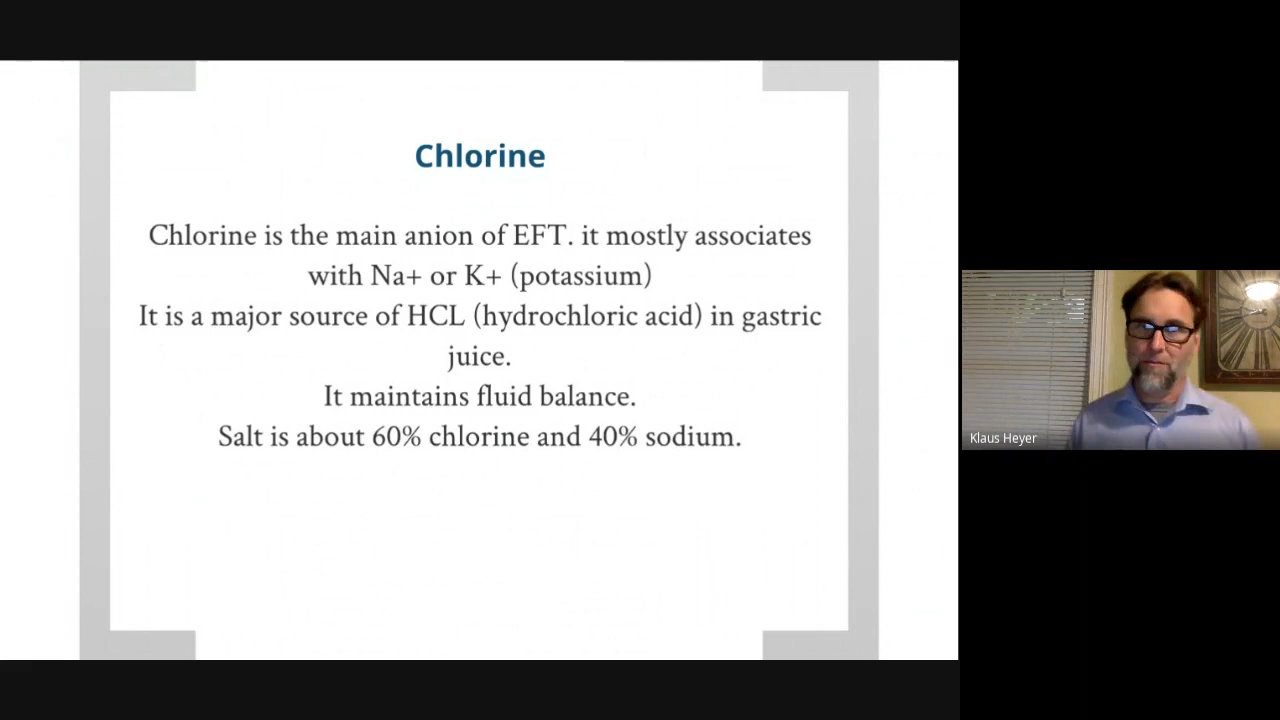 Chlorine
Chlorine is the main anion of EFT. it mostly associates
with Na+ or K+ (potassium)
It is a major source of HCL (hydrochloric acid) in gastric
juice.
It maintains fluid balance.
Salt is about 60% chlorine and 40% sodium.
Klaus Heyer